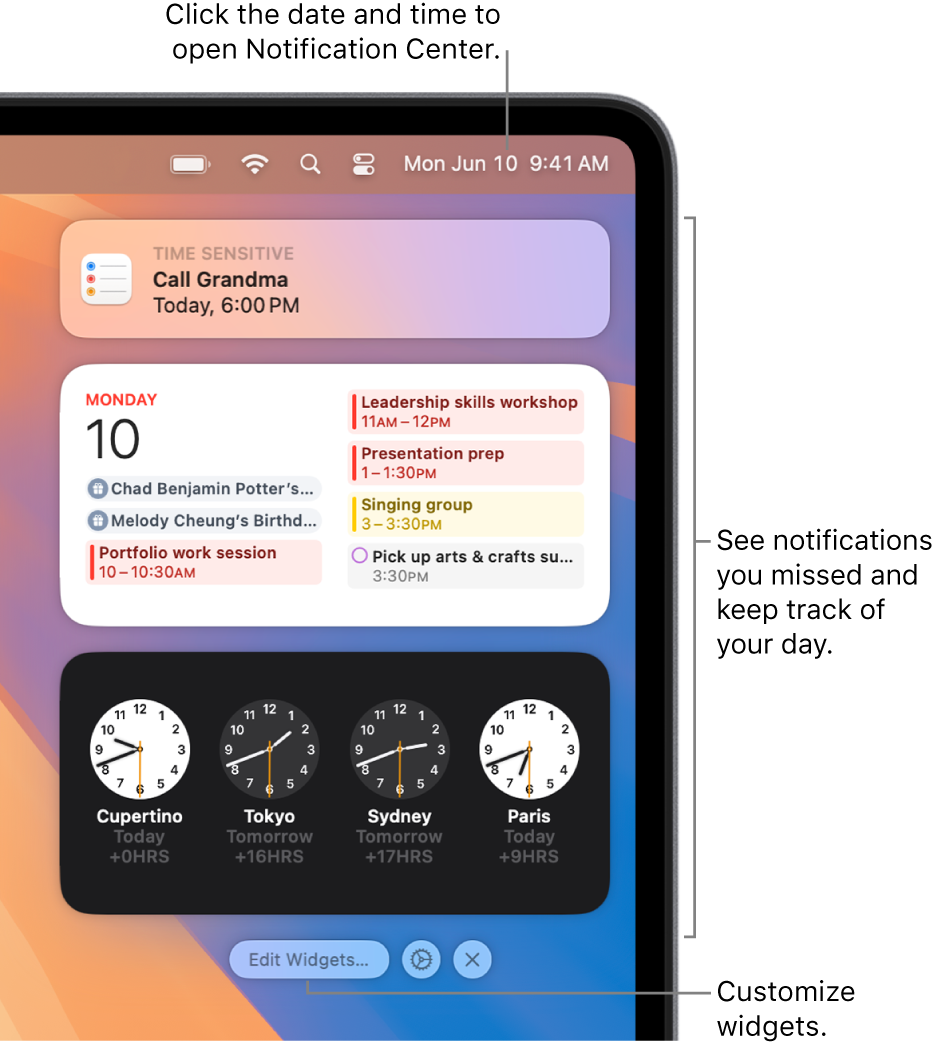 Click the date and time to
open Notification Center.
Mon Jun 10 9:41 AM
TIME SENSITIVE
Call Grandma
Today, 6:00 PM
MONDAY
10
Chad Benjamin Potter's...
Melody Cheung's Birthd...
Portfolio work session
10–10:30AM
Leadership skills workshop
11AM–12PM
Presentation prep
1–1:30PM
Singing group
3–3:30PM
Pick up arts & crafts su...
3:30PM
See notifications
you missed and
keep track of
your day.
12 1 2 3 4 5 6 7 8 9 10 11
12 1 2 3 4 5 6 7 8 9 10 11
12 1 2 3 4 5 6 7 8 9 10 11
12 1 2 3 4 5 6 7 8 9 10 11
Cupertino Tokyo Sydney Paris
Today Tomorrow Tomorrow Today
+0HRS +16HRS +17HRS +9HRS
Edit Widgets...
Customize
widgets.